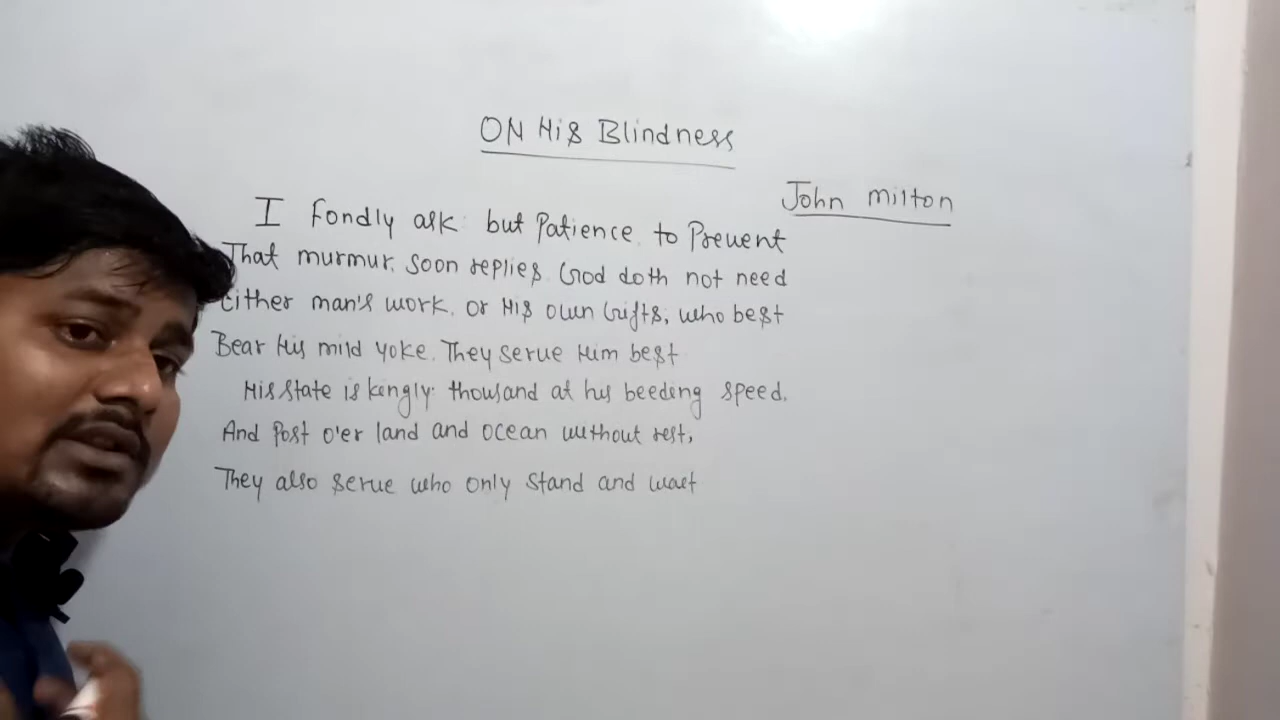 ON His Blindness
John milton
I fondly ask: but Patience. to Prevent
That murmur. Soon replies. God doth not need
Either man's work. Or His own Gifts, who best
Bear his mild yoke. They serve Him best
His state is kingly: thousand at his beeding speed.
And Post o'er land and ocean without rest,
They also serve who only stand and wait